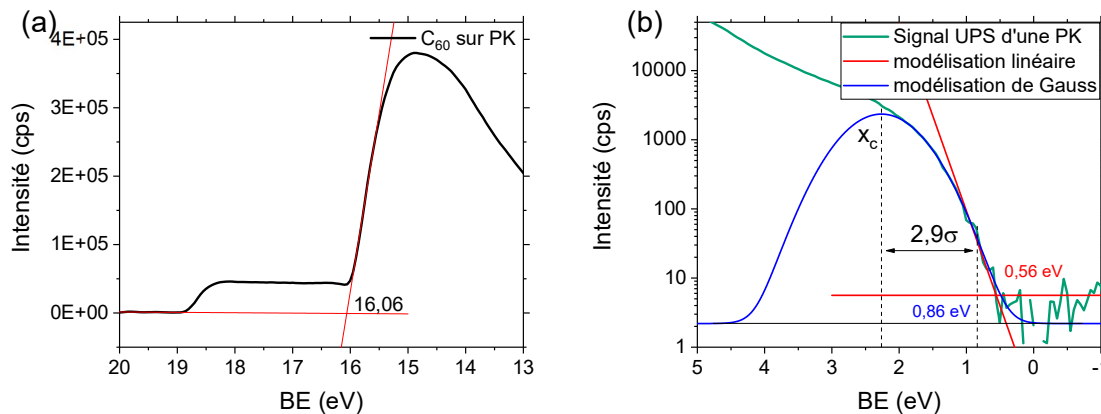 (a)
C60 sur PK
4E+05
3E+05
2E+05
1E+05
0E+00
Intensité (cps)
16,06
20 19 18 17 16 15 14 13
BE (eV)
(b)
Signal UPS d'une PK
modélisation linéaire
modélisation de Gauss
10000
1000
100
10
1
Intensité (cps)
xc
2,9σ
0,56 eV
0,86 eV
5 4 3 2 1 0 -1
BE (eV)